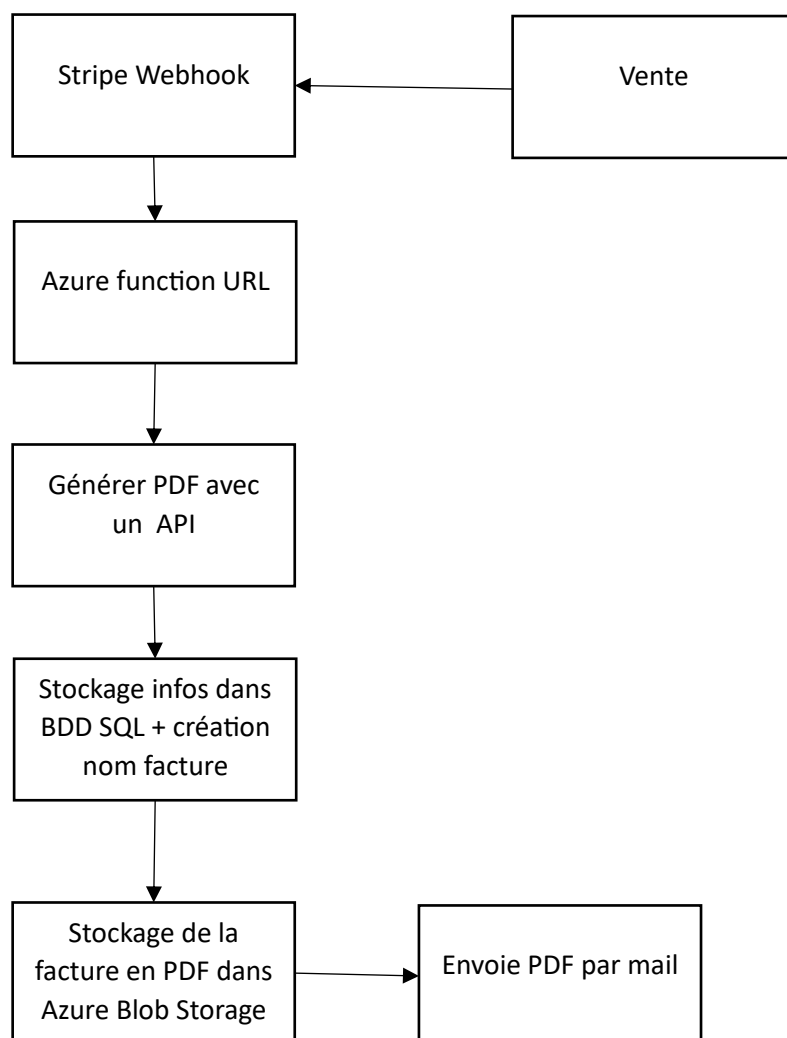 Stripe Webhook
Vente
Azure function URL
Générer PDF avec
un  API
Stockage infos dans
BDD SQL + création
nom facture
Stockage de la
facture en PDF dans
Azure Blob Storage
Envoie PDF par mail